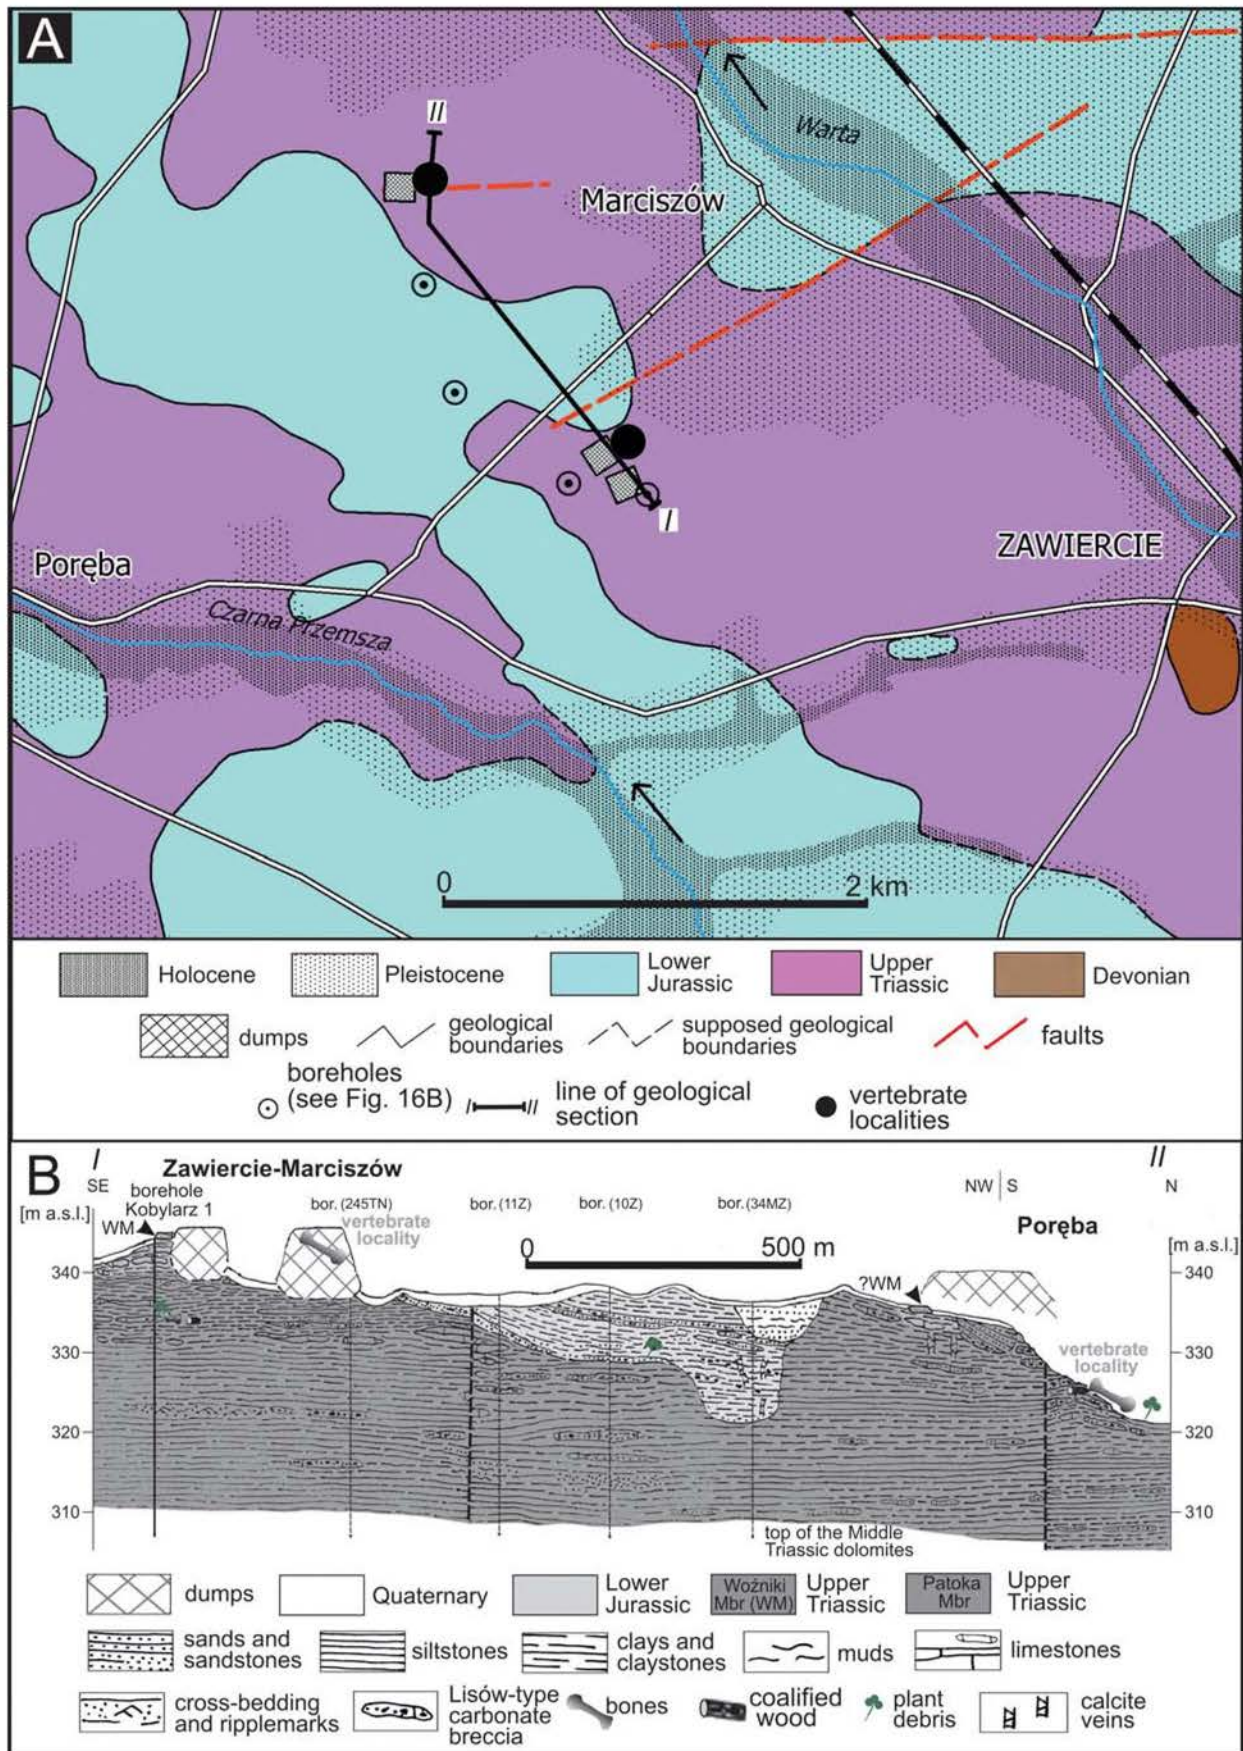 A
II
Warta
Marciszów
I
ZAWIERCIE
Poręba
Czarna Przemsza
0 2 km
Holocene
Pleistocene
Lower
Jurassic
Upper
Triassic
Devonian
dumps
geological
boundaries
supposed geological
boundaries
faults
boreholes
(see Fig. 16B)
I II
line of geological
section
vertebrate
localities
B
I
SE
Zawiercie-Marciszów
borehole
Kobylarz 1
bor. (245TN)
bor. (11Z)
bor. (10Z)
bor. (34MZ)
NW S
II
N
[m a.s.l.]
WM
vertebrate
locality
0 500 m
Poręba
[m a.s.l.]
?WM
340
340
330
330
vertebrate
locality
320
320
310
310
top of the Middle
Triassic dolomites
dumps
Quaternary
Lower
Jurassic
Woźniki
Mbr (WM)
Upper
Triassic
Patoka
Mbr
Upper
Triassic
sands and
sandstones
siltstones
clays and
claystones
muds
limestones
cross-bedding
and ripplemarks
Lisów-type
carbonate
breccia
bones
coalified
wood
plant
debris
calcite
veins